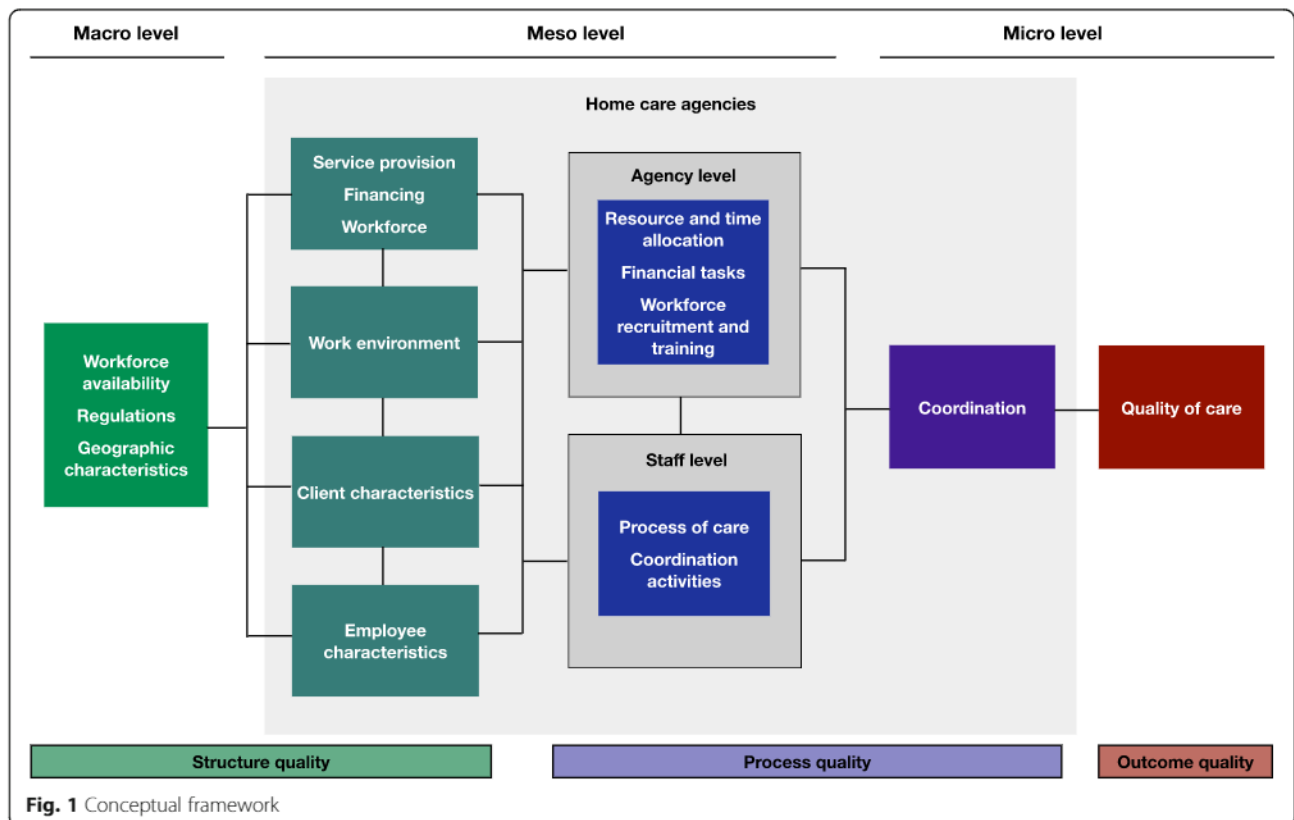 Macro level
Meso level
Micro level
Home care agencies
Service provision
Financing
Workforce
Work environment
Client characteristics
Employee
characteristics
Workforce
availability
Regulations
Geographic
characteristics
Agency level
Resource and time
allocation
Financial tasks
Workforce
recruitment and
training
Staff level
Process of care
Coordination
activities
Coordination
Quality of care
Structure quality
Process quality
Outcome quality
Fig. 1 Conceptual framework